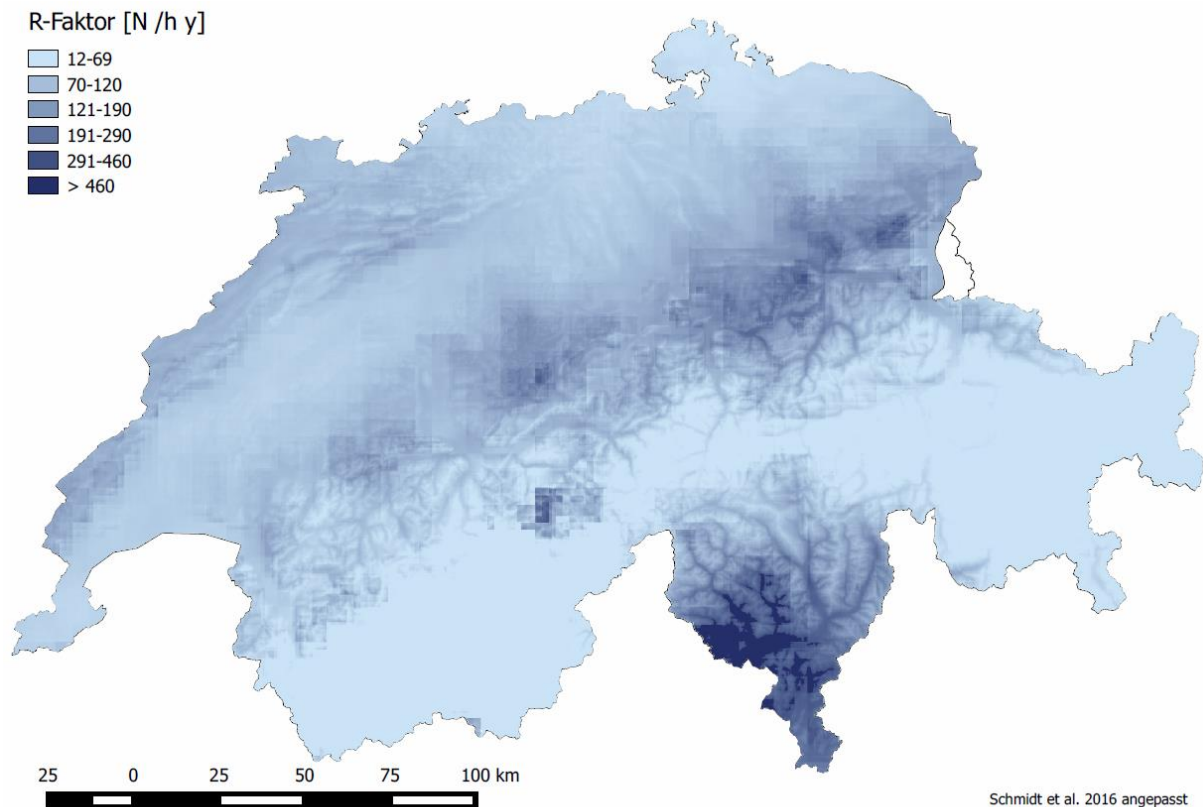 R-Faktor [N /h y]
12-69
70-120
121-190
191-290
291-460
> 460
25 0 25 50 75 100 km
Schmidt et al. 2016 angepasst